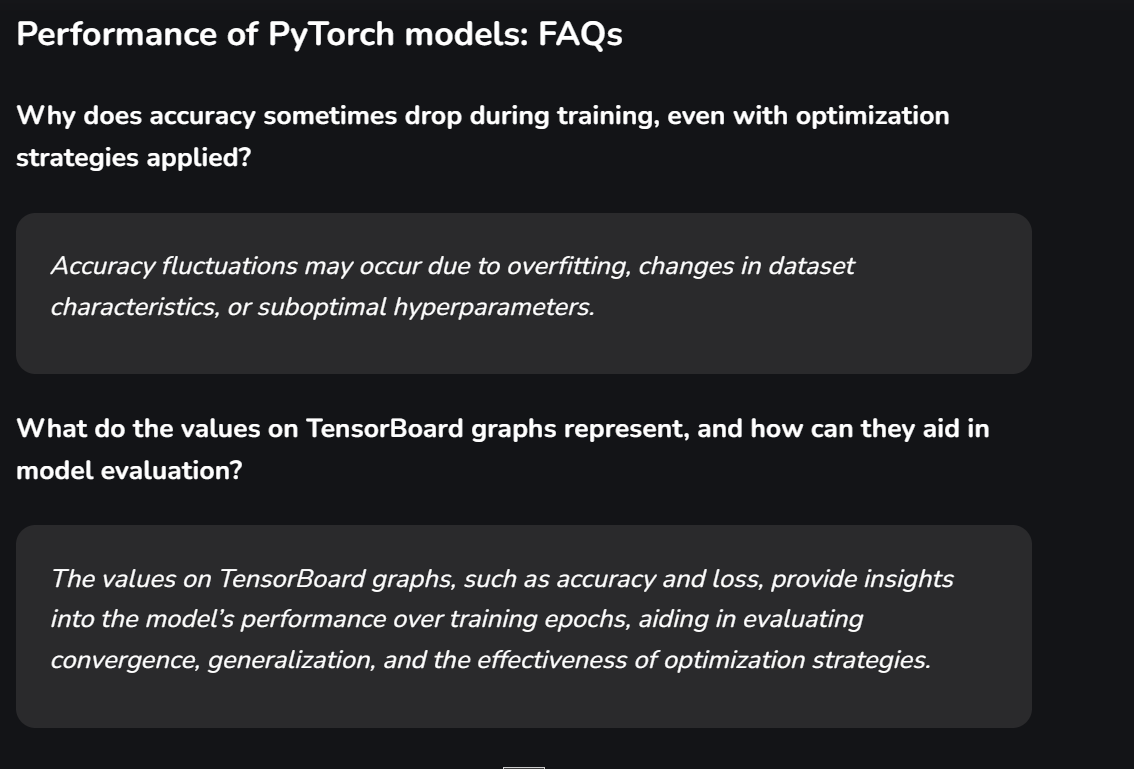 Performance of PyTorch models: FAQs
Why does accuracy sometimes drop during training, even with optimization
strategies applied?
Accuracy fluctuations may occur due to overfitting, changes in dataset
characteristics, or suboptimal hyperparameters.
What do the values on TensorBoard graphs represent, and how can they aid in
model evaluation?
The values on TensorBoard graphs, such as accuracy and loss, provide insights
into the model’s performance over training epochs, aiding in evaluating
convergence, generalization, and the effectiveness of optimization strategies.